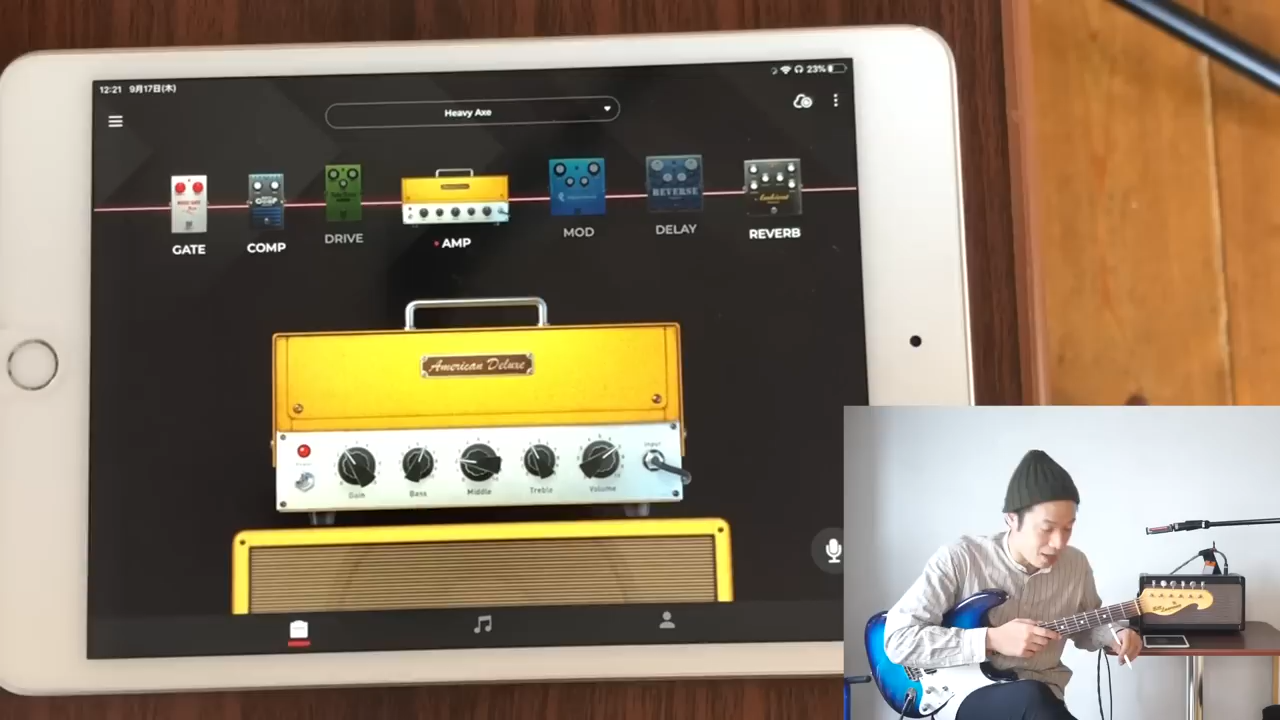 12:21 9月17日(木)
23%
Heavy Axe
REVERSE
GATE
COMP
DRIVE
AMP
MOD
DELAY
REVERB
American Deluxe
Input
Gain
Bass
Middle
Treble
Volume